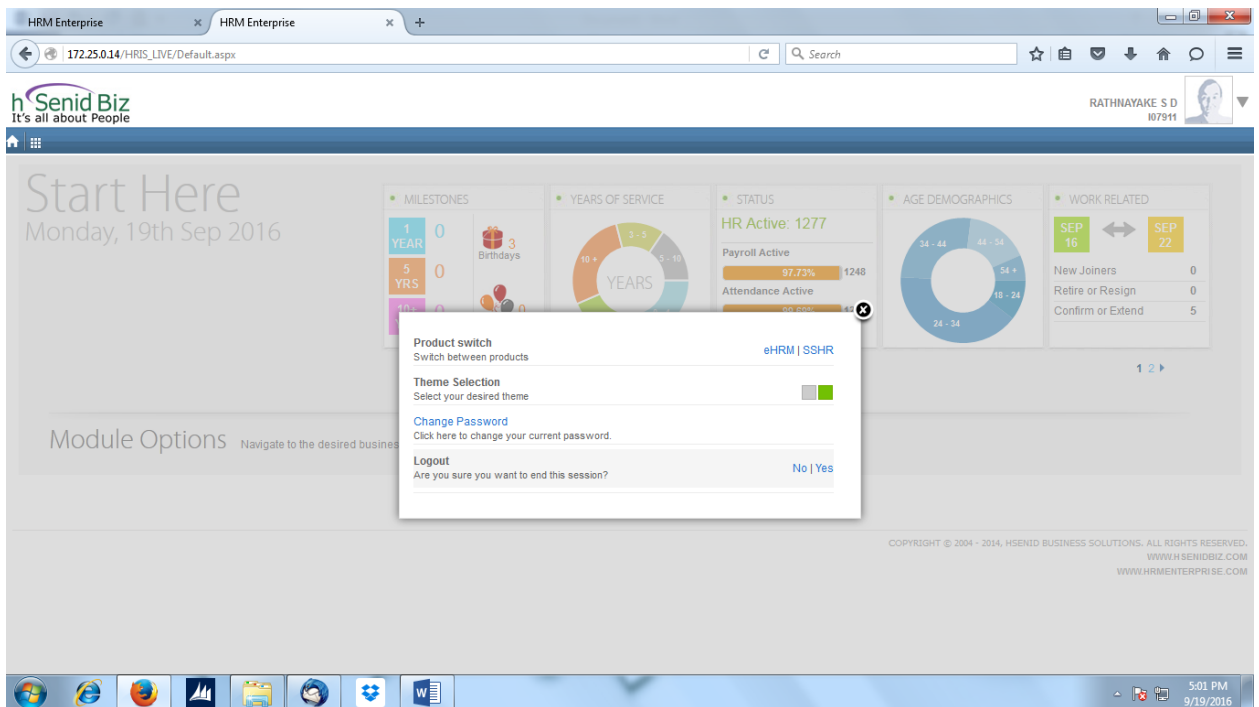 HRM Enterprise
HRM Enterprise
172.25.0.14/HRIS_LIVE/Default.aspx
Search
hSenid Biz
It's all about People
RATHNAYAKE S D
I07911
Start Here
Monday, 19th Sep 2016
MILESTONES
1 YEAR 0
5 YRS 0
10+ 0
3
Birthdays
0
YEARS OF SERVICE
3 - 5
5 - 10
10 +
YEARS
STATUS
HR Active: 1277
Payroll Active
97.73% 1248
Attendance Active
AGE DEMOGRAPHICS
34 - 44
44 - 54
54 +
18 - 24
24 - 34
WORK RELATED
SEP 16
SEP 22
New Joiners 0
Retire or Resign 0
Confirm or Extend 5
1 2
Product switch
Switch between products
eHRM | SSHR
Theme Selection
Select your desired theme
Change Password
Click here to change your current password.
Logout
Are you sure you want to end this session?
No | Yes
Module Options Navigate to the desired busines
COPYRIGHT © 2004 - 2014, HSENID BUSINESS SOLUTIONS. ALL RIGHTS RESERVED.
WWW.HSENIDBIZ.COM
WWW.HRMENTERPRISE.COM
5:01 PM
9/19/2016